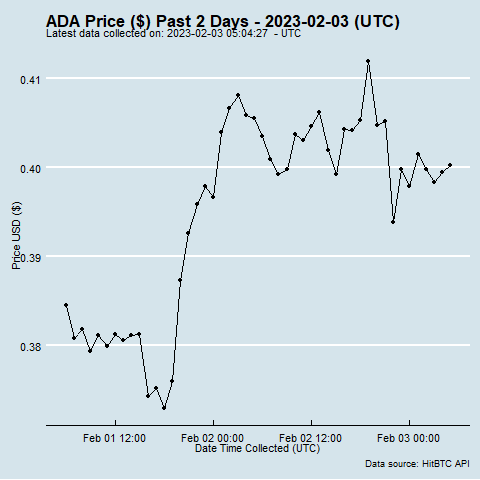 ADA Price ($) Past 2 Days - 2023-02-03 (UTC)
Latest data collected on: 2023-02-03 05:04:27  - UTC
0.41
0.40
0.39
0.38
Price USD ($)
Feb 01 12:00
Feb 02 00:00
Feb 02 12:00
Feb 03 00:00
Date Time Collected (UTC)
Data source: HitBTC API